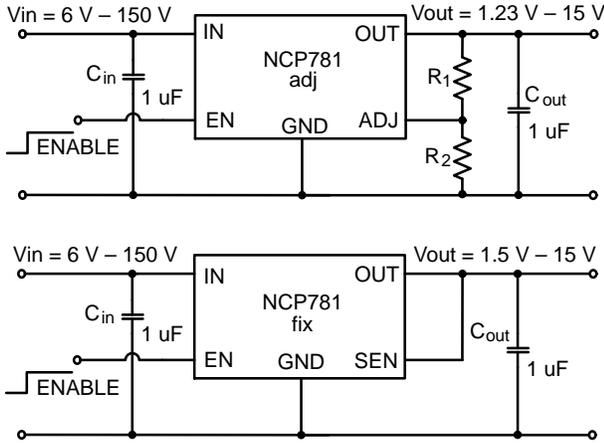 Vin = 6 V – 150 V
Vout = 1.23 V – 15 V
IN
OUT
NCP781
adj
Cin
1 uF
R1
Cout
1 uF
EN
GND
ADJ
ENABLE
R2
Vin = 6 V – 150 V
Vout = 1.5 V – 15 V
IN
OUT
NCP781
fix
Cin
1 uF
Cout
1 uF
EN
GND
SEN
ENABLE